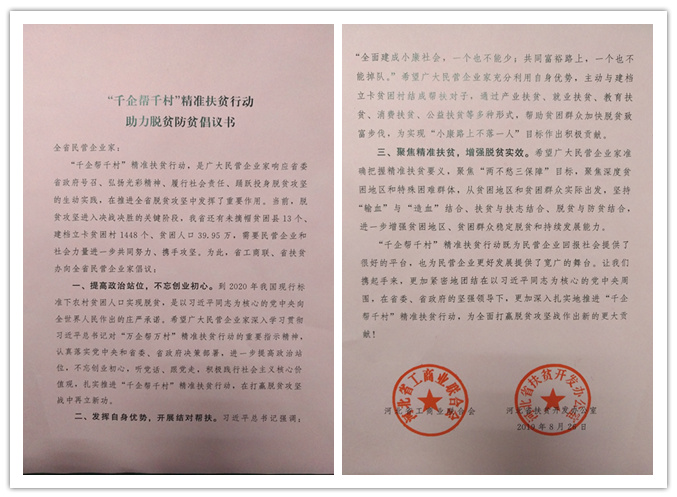 “千企帮千村”精准扶贫行动
助力脱贫防贫倡议书
全省民营企业家：
“千企帮千村”精准扶贫行动，是广大民营企业家响应省委
省政府号召、弘扬光彩精神、履行社会责任、踊跃投身脱贫攻坚
的生动实践，在推进全省脱贫攻坚中发挥了重要作用。当前，脱
贫攻坚进入决战决胜的关键阶段，我省还有未摘帽贫困县 13 个、
建档立卡贫困村 1448 个、贫困人口 39.95 万，需要民营企业和
社会力量进一步共同努力、携手攻坚。为此，省工商联、省扶贫
办向全省民营企业家倡议：
一、提高政治站位，不忘创业初心。到 2020 年我国现行标
准下农村贫困人口实现脱贫，是以习近平同志为核心的党中央向
全世界人民作出的庄严承诺。希望广大民营企业家深入学习贯彻
习近平总书记对“万企帮万村”精准扶贫行动的重要指示精神，
认真落实党中央和省委、省政府决策部署，进一步提高政治站
位，不忘创业初心，听党话、跟党走，积极践行社会主义核心价
值观，扎实推进“千企帮千村”精准扶贫行动，在打赢脱贫攻坚
战中再立新功。
二、发挥自身优势，开展结对帮扶。习近平总书记强调：
“全面建成小康社会，一个也不能少；共同富裕路上，一个也不
能掉队。”希望广大民营企业家充分利用自身优势，主动与建档
立卡贫困村结成帮扶对子，通过产业扶贫、就业扶贫、教育扶
贫、消费扶贫、公益扶贫等多种形式，帮助贫困群众加快脱贫致
富步伐，为实现“小康路上不落一人”目标作出积极贡献。
三、聚焦精准扶贫，增强脱贫实效。希望广大民营企业家准
确把握精准扶贫要义，聚焦“两不愁三保障”目标，聚焦深度贫
困地区和特殊困难群体，从贫困地区和贫困群众实际出发，坚持
“输血”与“造血”结合、扶贫与扶志结合、脱贫与防贫结合，
进一步增强贫困地区、贫困群众稳定脱贫和持续发展能力。
“千企帮千村”精准扶贫行动既为民营企业回报社会提供了
很好的平台，也为民营企业更好发展提供了宽广的舞台。让我们
携起手来，更加紧密地团结在以习近平同志为核心的党中央周
围，在省委、省政府的坚强领导下，更加深入扎实地推进“千企
帮千村”精准扶贫行动，为全面打赢脱贫攻坚战作出新的更大贡
献！
河北省工商业联合会
河北省扶贫开发办公室
河北省工商业联合会
河北省扶贫开发办公室
2019 年 8 月 26 日